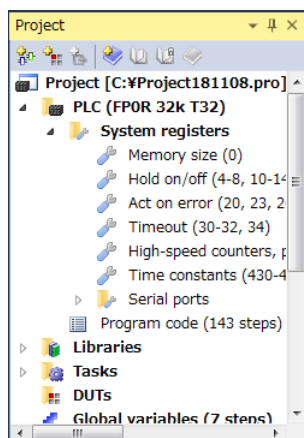 Project
Project [C:¥Project181108.pro]
PLC (FP0R 32k T32)
System registers
Memory size (0)
Hold on/off (4-8, 10-14
Act on error (20, 23, 2
Timeout (30-32, 34)
High-speed counters, p
Time constants (430-4
Serial ports
Program code (143 steps)
Libraries
Tasks
DUTs
Global variables (7 steps)